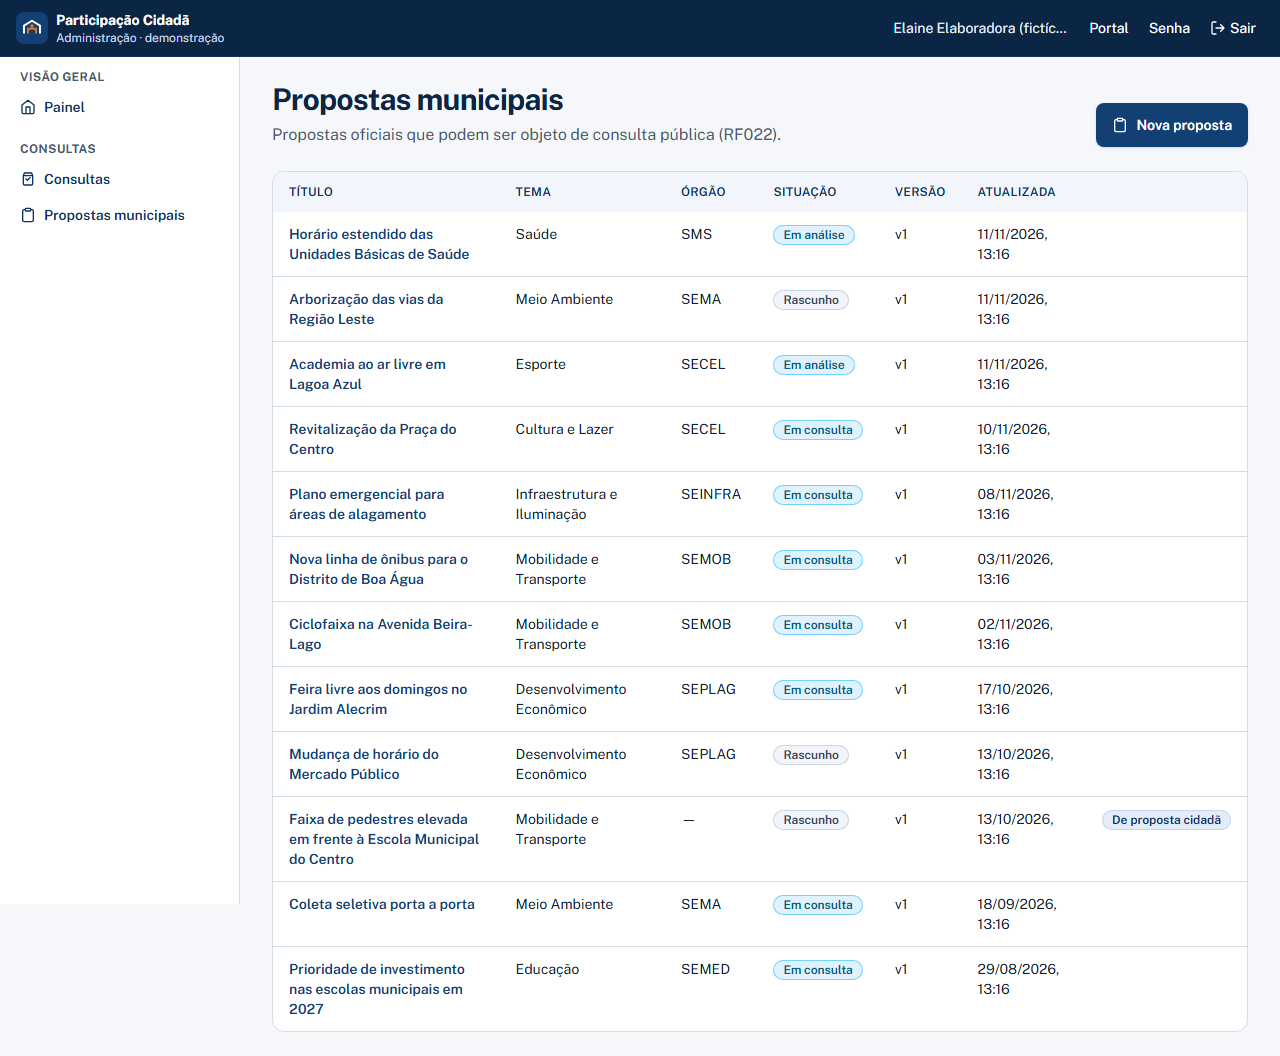 Participação Cidadã
Administração · demonstração
Elaine Elaboradora (fictíc... Portal Senha Sair
VISÃO GERAL
Painel
CONSULTAS
Consultas
Propostas municipais
Propostas municipais
Propostas oficiais que podem ser objeto de consulta pública (RF022).
Nova proposta
TÍTULO TEMA ÓRGÃO SITUAÇÃO VERSÃO ATUALIZADA
Horário estendido das Saúde SMS Em análise v1 11/11/2026,
Unidades Básicas de Saúde 13:16
Arborização das vias da Meio Ambiente SEMA Rascunho v1 11/11/2026,
Região Leste 13:16
Academia ao ar livre em Esporte SECEL Em análise v1 11/11/2026,
Lagoa Azul 13:16
Revitalização da Praça do Cultura e Lazer SECEL Em consulta v1 10/11/2026,
Centro 13:16
Plano emergencial para Infraestrutura e SEINFRA Em consulta v1 08/11/2026,
áreas de alagamento Iluminação 13:16
Nova linha de ônibus para o Mobilidade e SEMOB Em consulta v1 03/11/2026,
Distrito de Boa Água Transporte 13:16
Ciclofaixa na Avenida Beira- Mobilidade e SEMOB Em consulta v1 02/11/2026,
Lago Transporte 13:16
Feira livre aos domingos no Desenvolvimento SEPLAG Em consulta v1 17/10/2026,
Jardim Alecrim Econômico 13:16
Mudança de horário do Desenvolvimento SEPLAG Rascunho v1 13/10/2026,
Mercado Público Econômico 13:16
Faixa de pedestres elevada Mobilidade e — Rascunho v1 13/10/2026, De proposta cidadã
em frente à Escola Municipal Transporte 13:16
do Centro
Coleta seletiva porta a porta Meio Ambiente SEMA Em consulta v1 18/09/2026,
13:16
Prioridade de investimento Educação SEMED Em consulta v1 29/08/2026,
nas escolas municipais em 13:16
2027